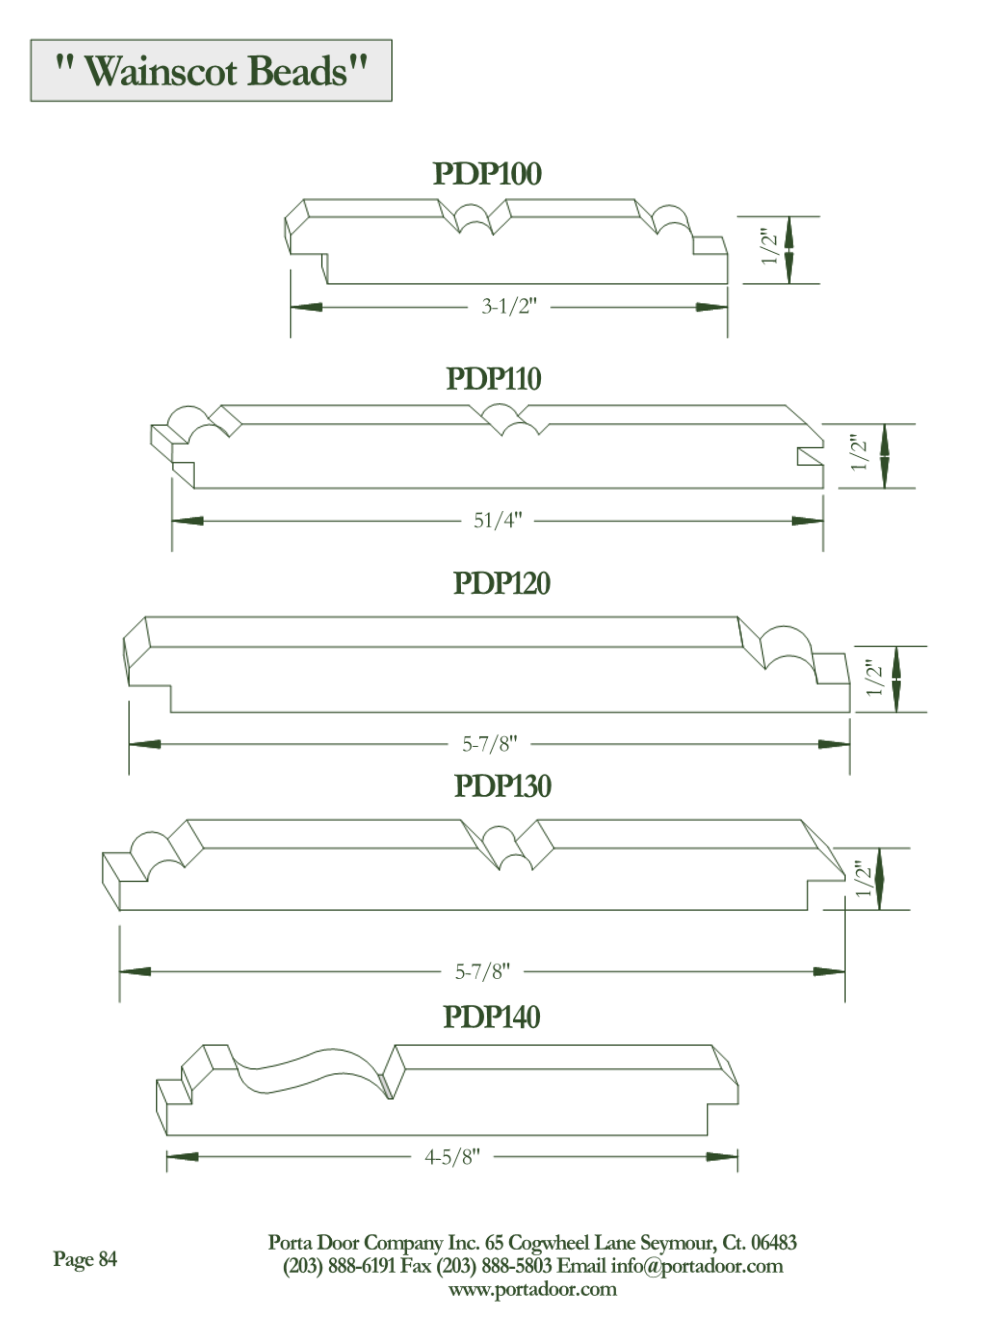 " Wainscot Beads"
PDP100
1/2"
3-1/2"
PDP110
1/2"
51/4"
PDP120
1/2"
5-7/8"
PDP130
1/2"
5-7/8"
PDP140
4-5/8"
Porta Door Company Inc. 65 Cogwheel Lane Seymour, Ct. 06483
Page 84
(203) 888-6191 Fax (203) 888-5803 Email info@portadoor.com
www.portadoor.com